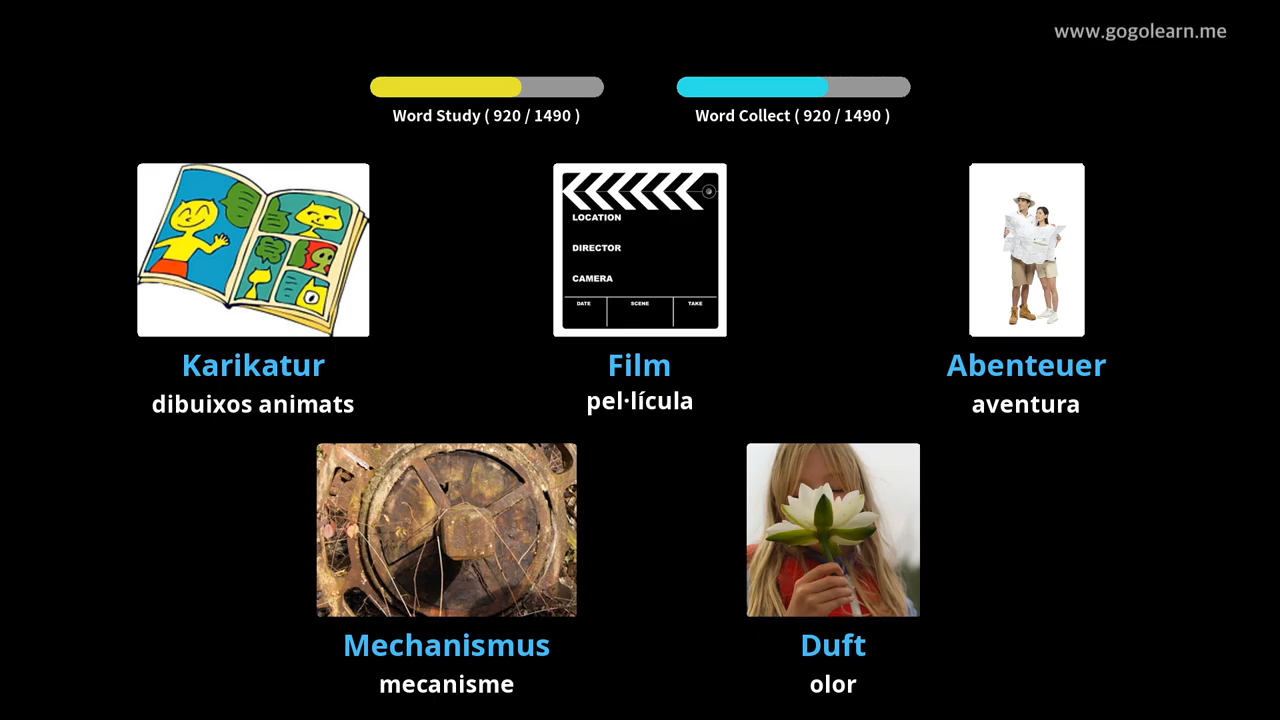 www.gogolearn.me
Word Study ( 920 / 1490 )
Word Collect ( 920 / 1490 )
LOCATION
DIRECTOR
CAMERA
DATE
SCENE
TAKE
Karikatur
dibuixos animats
Film
pel·lícula
Abenteuer
aventura
Mechanismus
mecanisme
Duft
olor